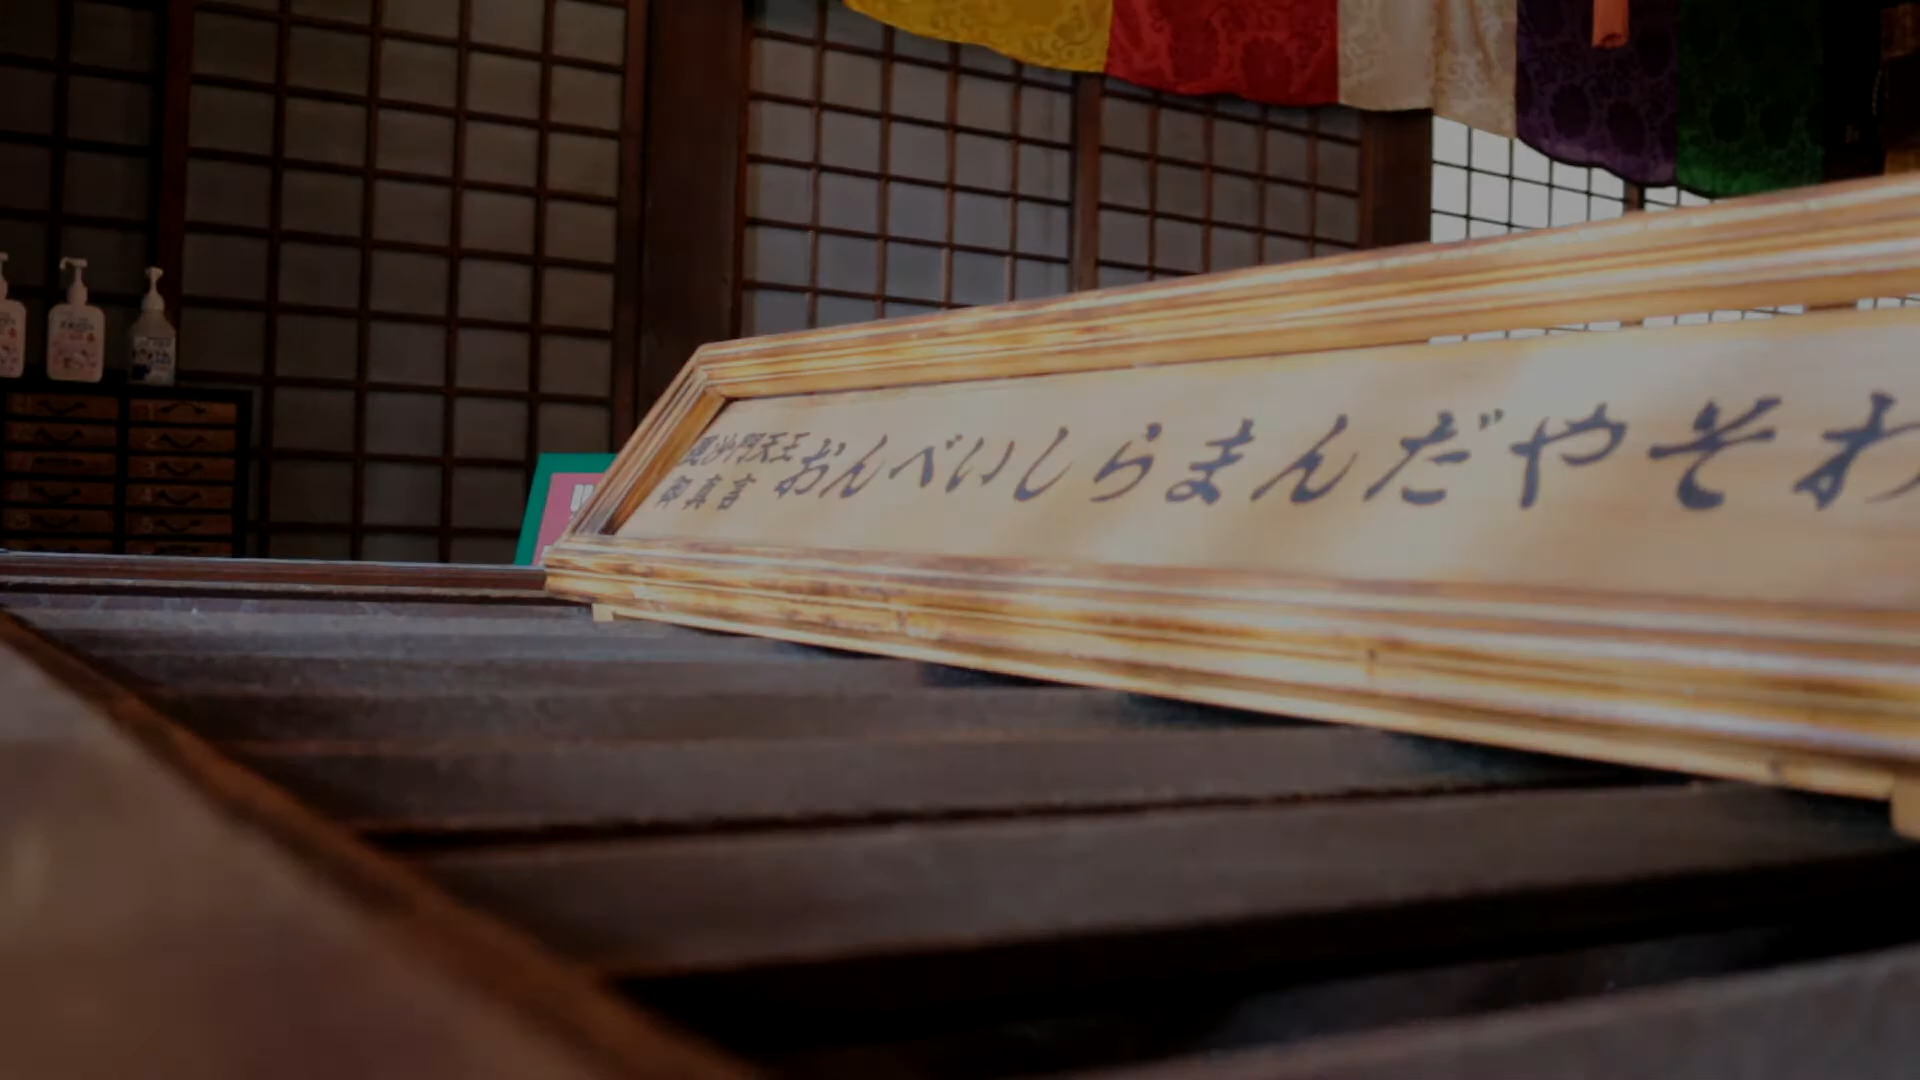 毘沙門天王
御真言
おんべいしらまんだやそわ